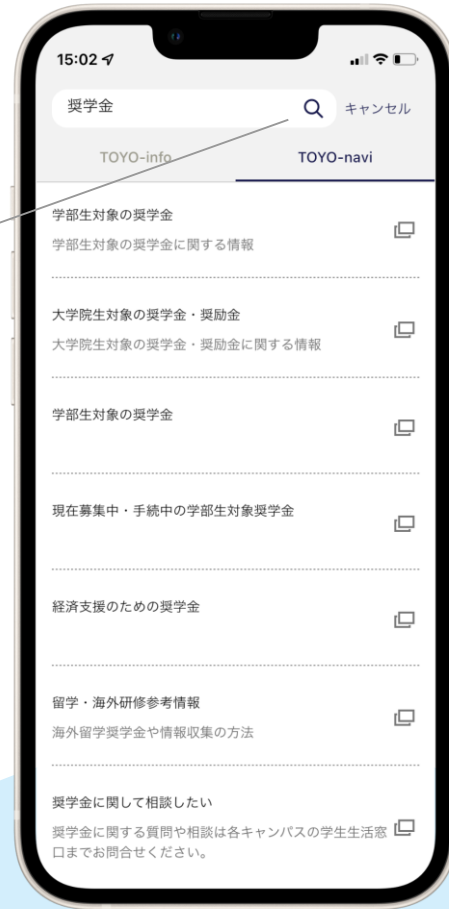 15:02
奨学金
キャンセル
TOYO-info
TOYO-navi
学部生対象の奨学金
学部生対象の奨学金に関する情報
大学院生対象の奨学金・奨励金
大学院生対象の奨学金・奨励金に関する情報
学部生対象の奨学金
現在募集中・手続中の学部生対象奨学金
経済支援のための奨学金
留学・海外研修参考情報
海外留学奨学金や情報収集の方法
奨学金に関して相談したい
奨学金に関する質問や相談は各キャンパスの学生生活窓
口までお問合せください。